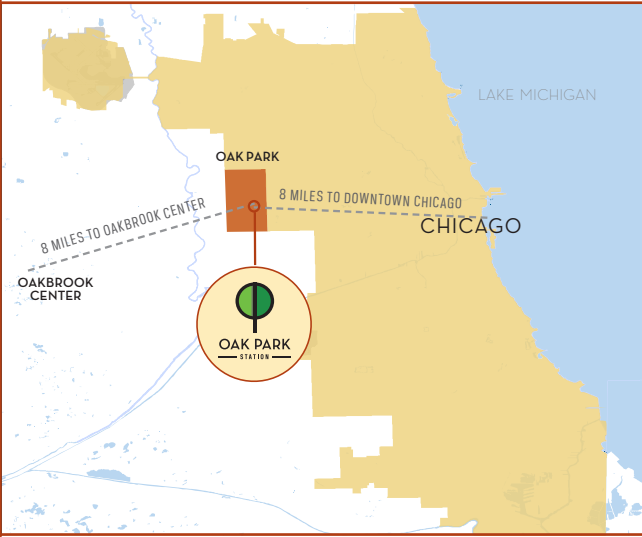 LAKE MICHIGAN
OAK PARK
8 MILES TO OAKBROOK CENTER
8 MILES TO DOWNTOWN CHICAGO
CHICAGO
OAKBROOK
CENTER
OAK PARK
STATION